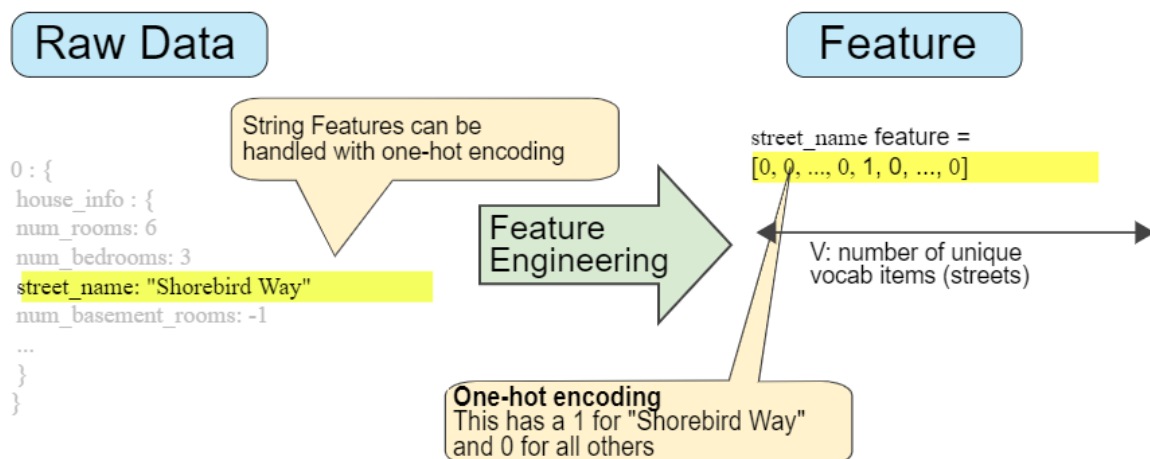 Raw Data
Feature
String Features can be
handled with one-hot encoding
0 : {
house_info : {
num_rooms: 6
num_bedrooms: 3
street_name: "Shorebird Way"
num_basement_rooms: -1
...
}
}
Feature
Engineering
street_name feature =
[0, 0, ..., 0, 1, 0, ..., 0]
V: number of unique
vocab items (streets)
One-hot encoding
This has a 1 for "Shorebird Way"
and 0 for all others